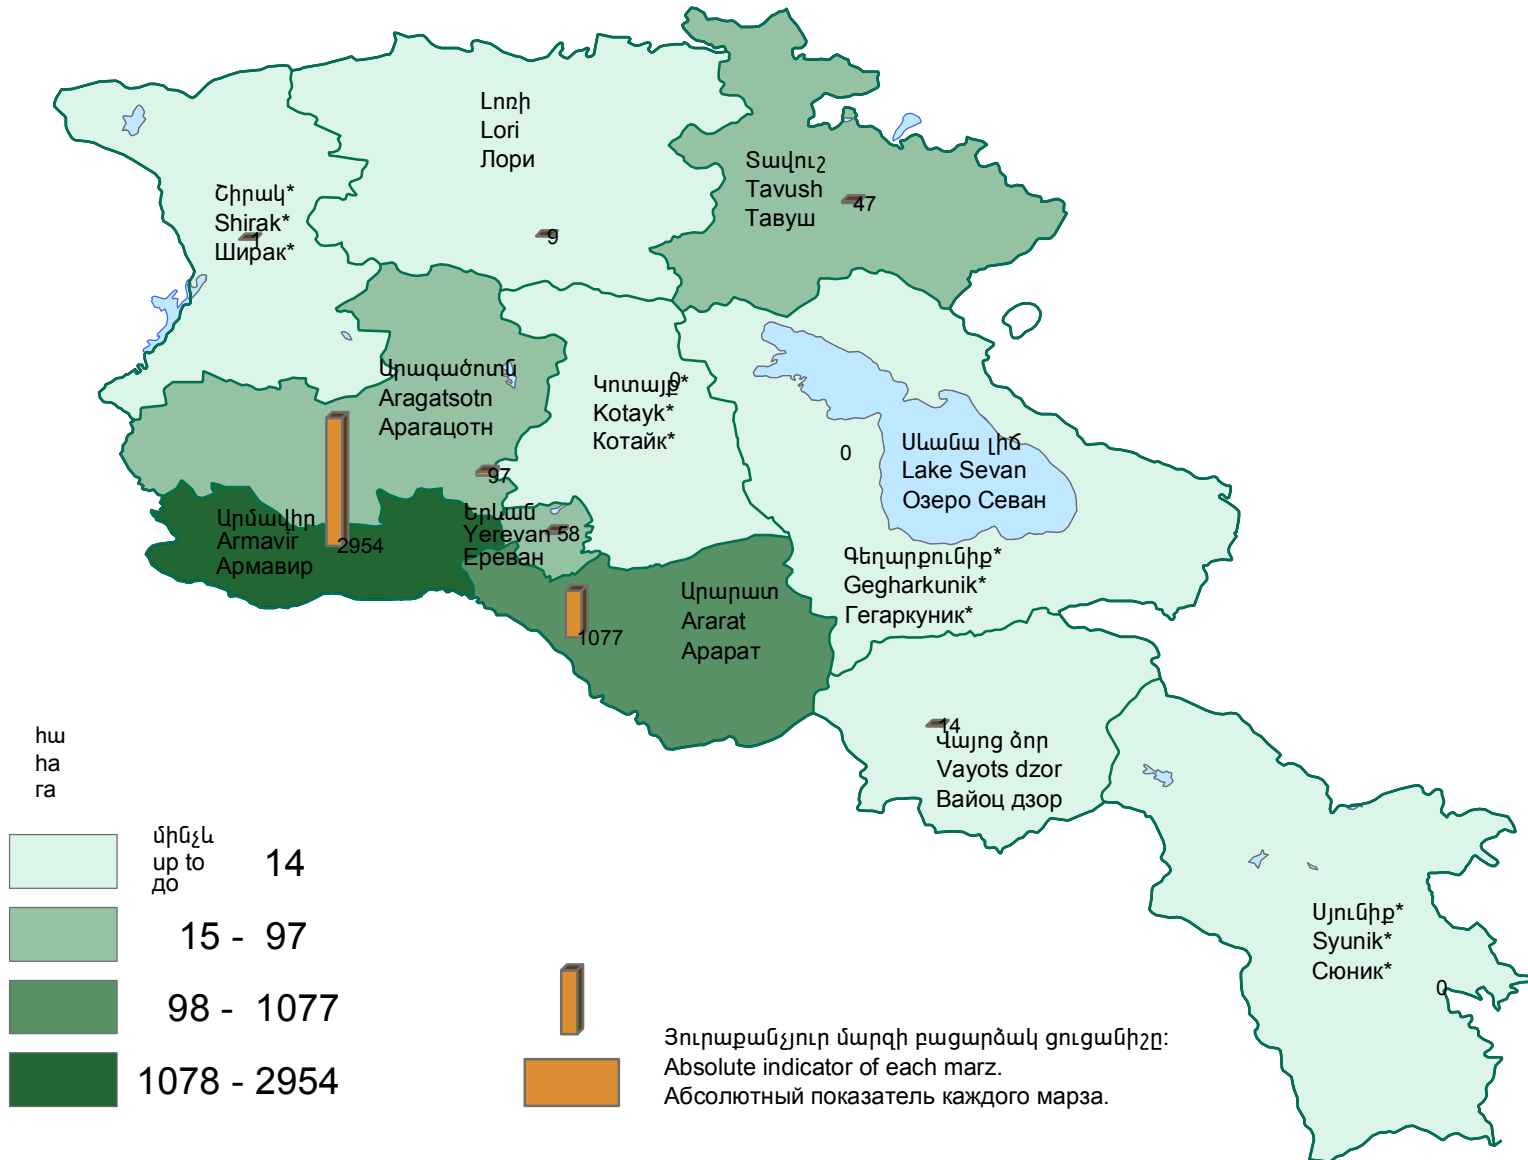 Լոռի
Lori
Лори
9
Տավուշ
Tavush
Тавуш
47
Շիրակ*
Shirak*
Ширак*
1
Արագածոտն
Aragatsotn
Арагацотн
97
Կոտայք*
Kotayk*
Котайк*
0
0
Սևանա լիճ
Lake Sevan
Озеро Севан
Արմավիր
Armavir
Армавир
2954
Երևան
Yerevan 58
Ереван
Գեղարքունիք*
Gegharkunik*
Гегаркуник*
Արարատ
Ararat
Арарат
1077
14
Վայոց ձոր
Vayots dzor
Вайоц дзор
Սյունիք*
Syunik*
Сюник*
0
հա
ha
га
մինչև
up to 14
до
15 - 97
98 - 1077
1078 - 2954
Յուրաքանչյուր մարզի բացարձակ ցուցանիշը:
Absolute indicator of each marz.
Абсолютный показатель каждого марза.